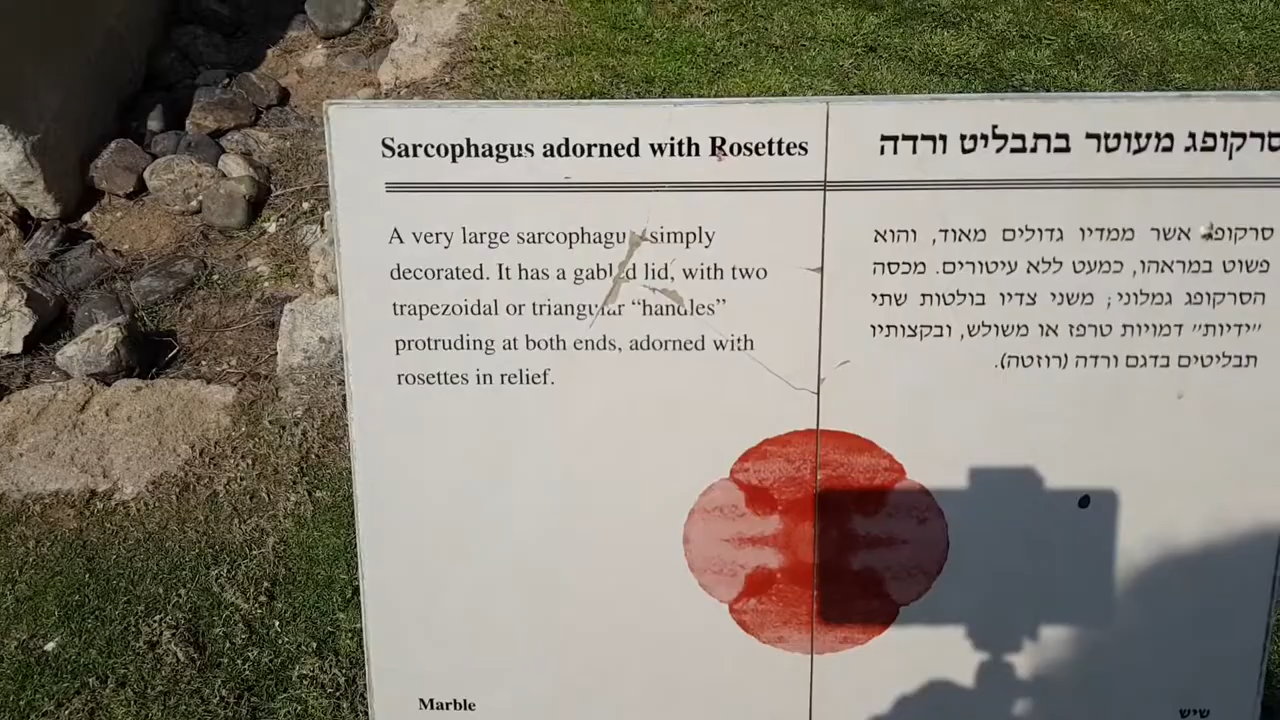 Sarcophagus adorned with Rosettes
A very large sarcophagus simply
decorated. It has a gabled lid, with two
trapezoidal or triangular “handles”
protruding at both ends, adorned with
rosettes in relief.
Marble
סרקופג מעוטר בתבליט ורדה
סרקופג אשר ממדיו גדולים מאוד, והוא
פשוט במראהו, כמעט ללא עיטורים. מכסה
הסרקופג גמלוני; משני צדיו בולטות שתי
״ידיות״ דמויות טרפז או משולש, ובקצותיו
תבליטים בדגם ורדה (רוזטה).
שיש